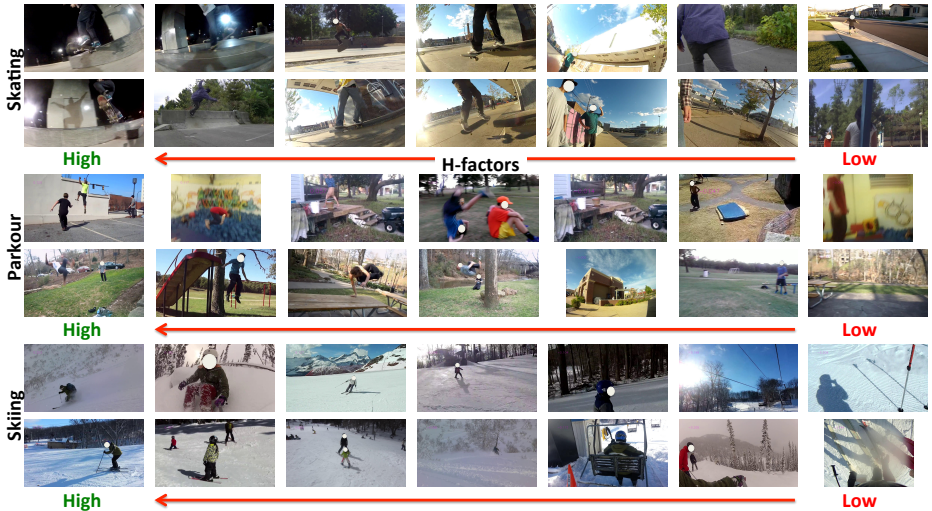 Skating
High H-factors Low
Parkour
High Low
Skiing
High Low